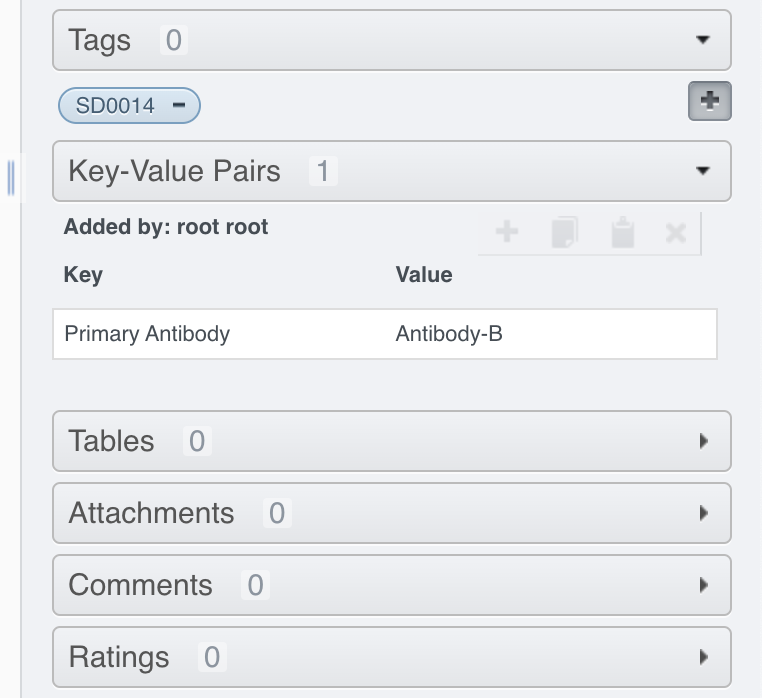 Tags 0
SD0014
Key-Value Pairs 1
Added by: root root
Key Value
Primary Antibody Antibody-B
Tables 0
Attachments 0
Comments 0
Ratings 0